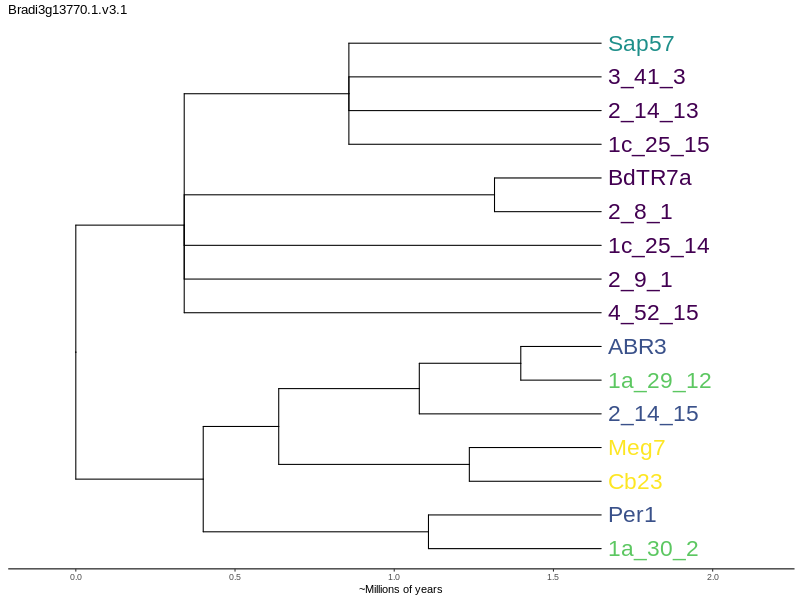 Bradi3g13770.1.v3.1
Sap57
3_41_3
2_14_13
1c_25_15
BdTR7a
2_8_1
1c_25_14
2_9_1
4_52_15
ABR3
1a_29_12
2_14_15
Meg7
Cb23
Per1
1a_30_2
0.0 0.5 1.0 1.5 2.0
~Millions of years